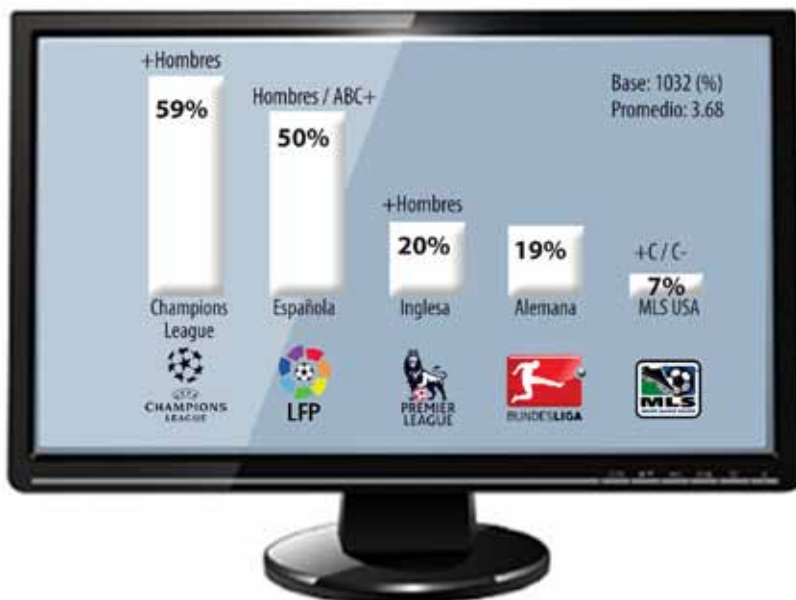 +Hombres
59%
Hombres / ABC+
50%
Base: 1032 (%)
Promedio: 3.68
+Hombres
20%
19%
+C / C-
7%
Champions
League
Española
Inglesa
Alemana
MLS USA
UEFA
CHAMPIONS
LEAGUE
LFP
PREMIER
LEAGUE
BUNDESLIGA
MLS